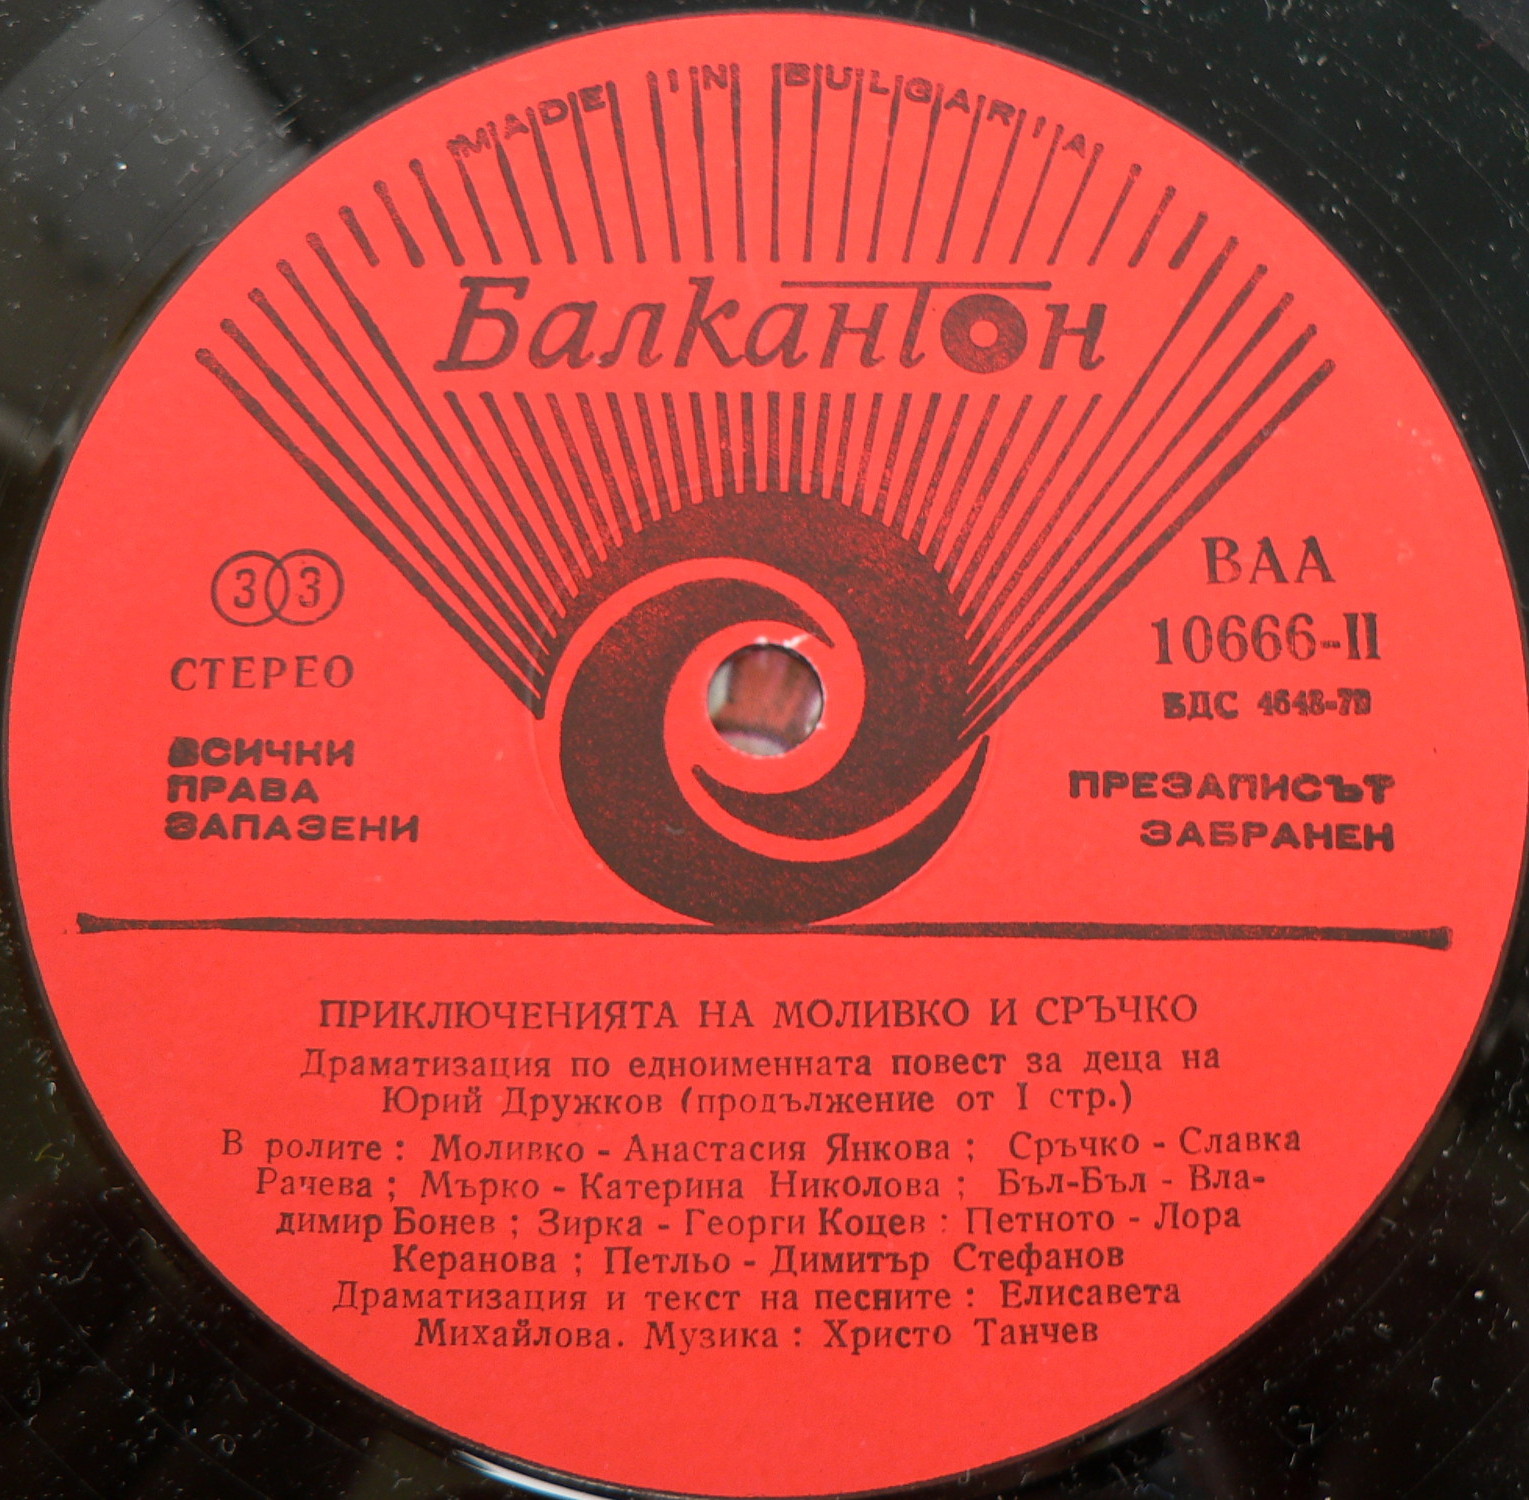 MADE IN BULGARIA
Балкантон
33
СТЕРЕО
ВСИЧКИ
ПРАВА
ЗАПАЗЕНИ
ВАА
10666-II
БДС 4648-70
ПРЕЗАПИСЪТ
ЗАБРАНЕН
ПРИКЛЮЧЕНИЯТА НА МОЛИВКО И СРЪЧКО
Драматизация по едноименната повест за деца на
Юрий Дружков (продължение от I стр.)
В ролите : Моливко - Анастасия Янкова ; Сръчко - Славка
Рачева ; Мърко - Катерина Николова ; Бъл-Бъл - Вла-
димир Бонев ; Зирка - Георги Коцев : Петното - Лора
Керанова ; Петльо - Димитър Стефанов
Драматизация и текст на песните : Елисавета
Михайлова. Музика : Христо Танчев